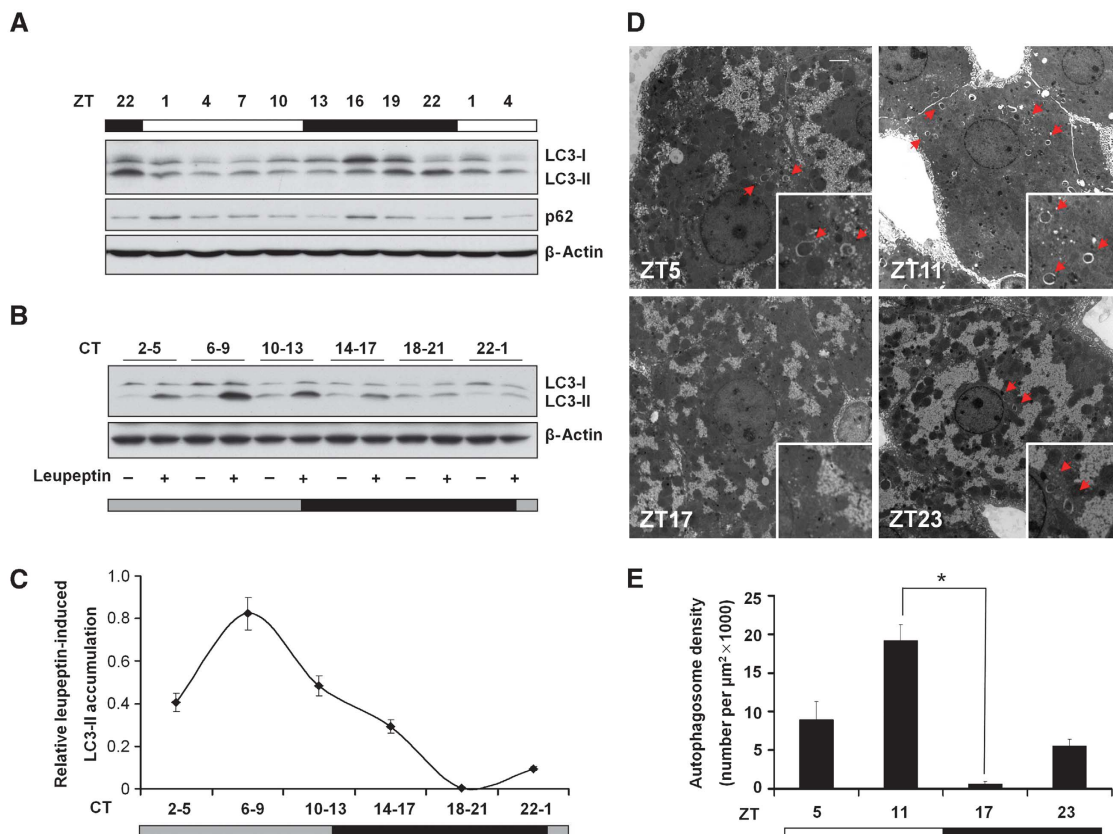 A
ZT 22 1 4 7 10 13 16 19 22 1 4
LC3-I
LC3-II
p62
β-Actin
B
CT 2-5 6-9 10-13 14-17 18-21 22-1
LC3-I
LC3-II
β-Actin
Leupeptin – + – + – + – + – + – +
C
Relative leupeptin-induced
LC3-II accumulation
1.0
0.8
0.6
0.4
0.2
0
CT 2-5 6-9 10-13 14-17 18-21 22-1
D
ZT5
ZT11
ZT17
ZT23
E
Autophagosome density
(number per µm² × 1000)
25
20
15
10
5
0
*
ZT 5 11 17 23